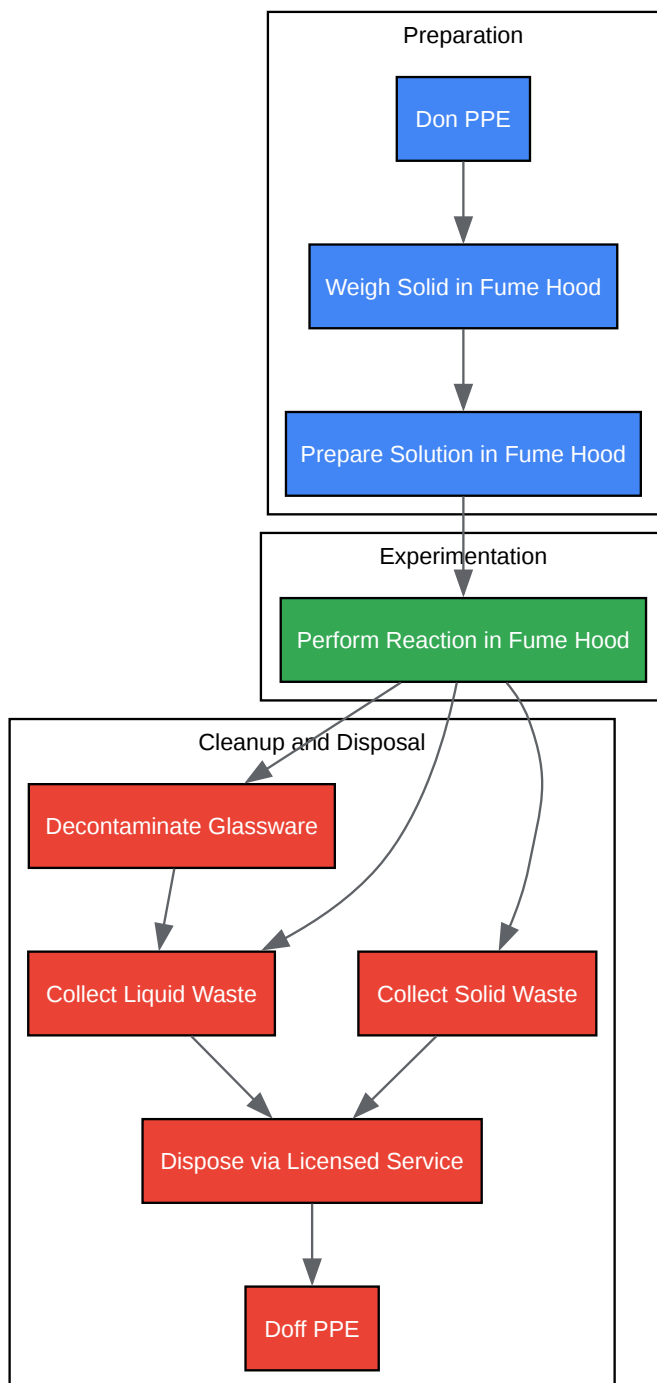 Preparation
Don PPE
Weigh Solid in Fume Hood
Prepare Solution in Fume Hood
Experimentation
Perform Reaction in Fume Hood
Cleanup and Disposal
Decontaminate Glassware
Collect Liquid Waste
Collect Solid Waste
Dispose via Licensed Service
Doff PPE